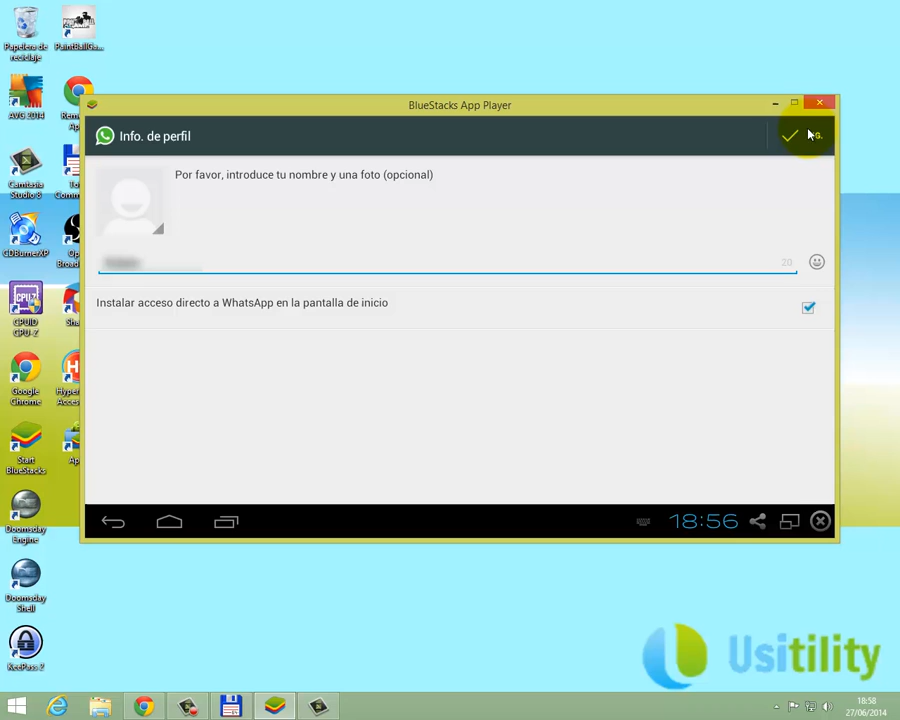 Papelera de
reciclaje
PaintBallGa...
AVG 2014
Camtasia
Studio 8
CDBurnerXP
CPUID
CPU-Z
Google
Chrome
Start
BlueStacks
Doomsday
Engine
Doomsday
Shell
KeePass 2
BlueStacks App Player
Info. de perfil
Por favor, introduce tu nombre y una foto (opcional)
20
Instalar acceso directo a WhatsApp en la pantalla de inicio
18:56
Usitility
18:58
27/06/2014